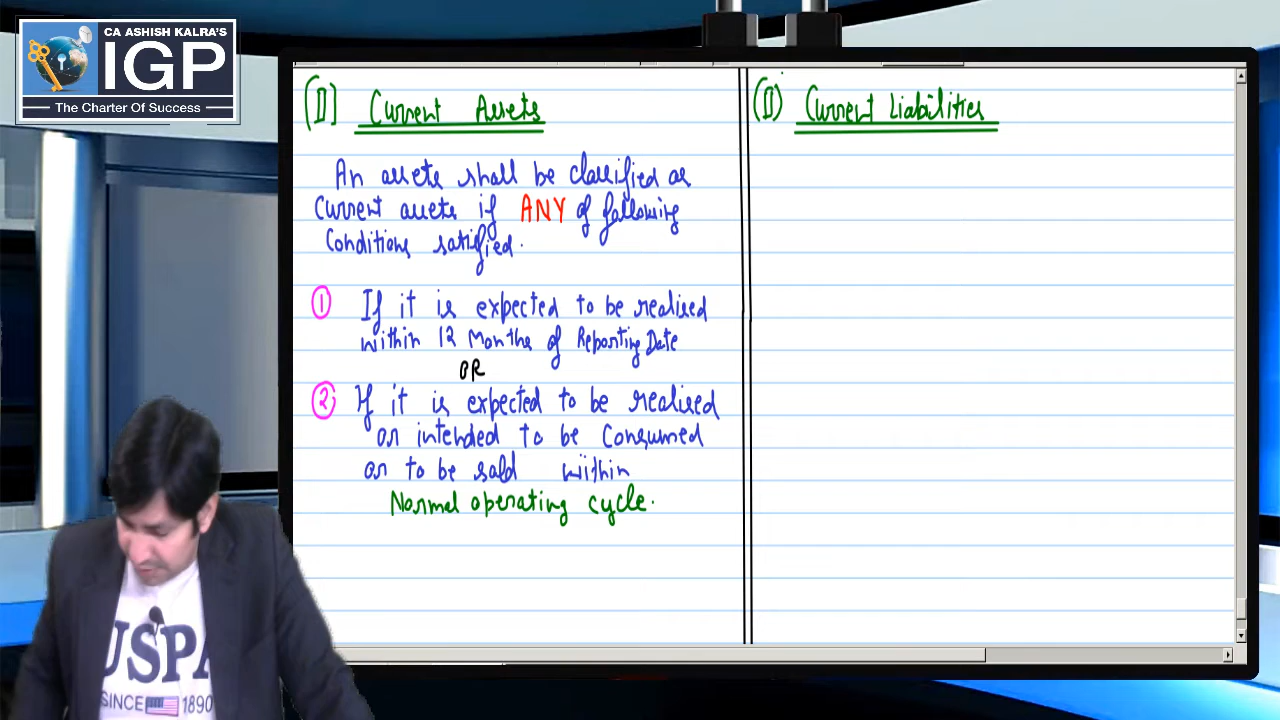 CA ASHISH KALRA'S
IGP
The Charter Of Success
(I] Current Assets
An assets shall be classified as
Current assets if ANY of following
Conditions satisfied.
① If it is expected to be realised
within 12 Months of Reporting Date
OR
② If it is expected to be realised
or intended to be Consumed
or to be sold within
Normal operating cycle.
(II) Current Liabilities
USPA
SINCE 1890